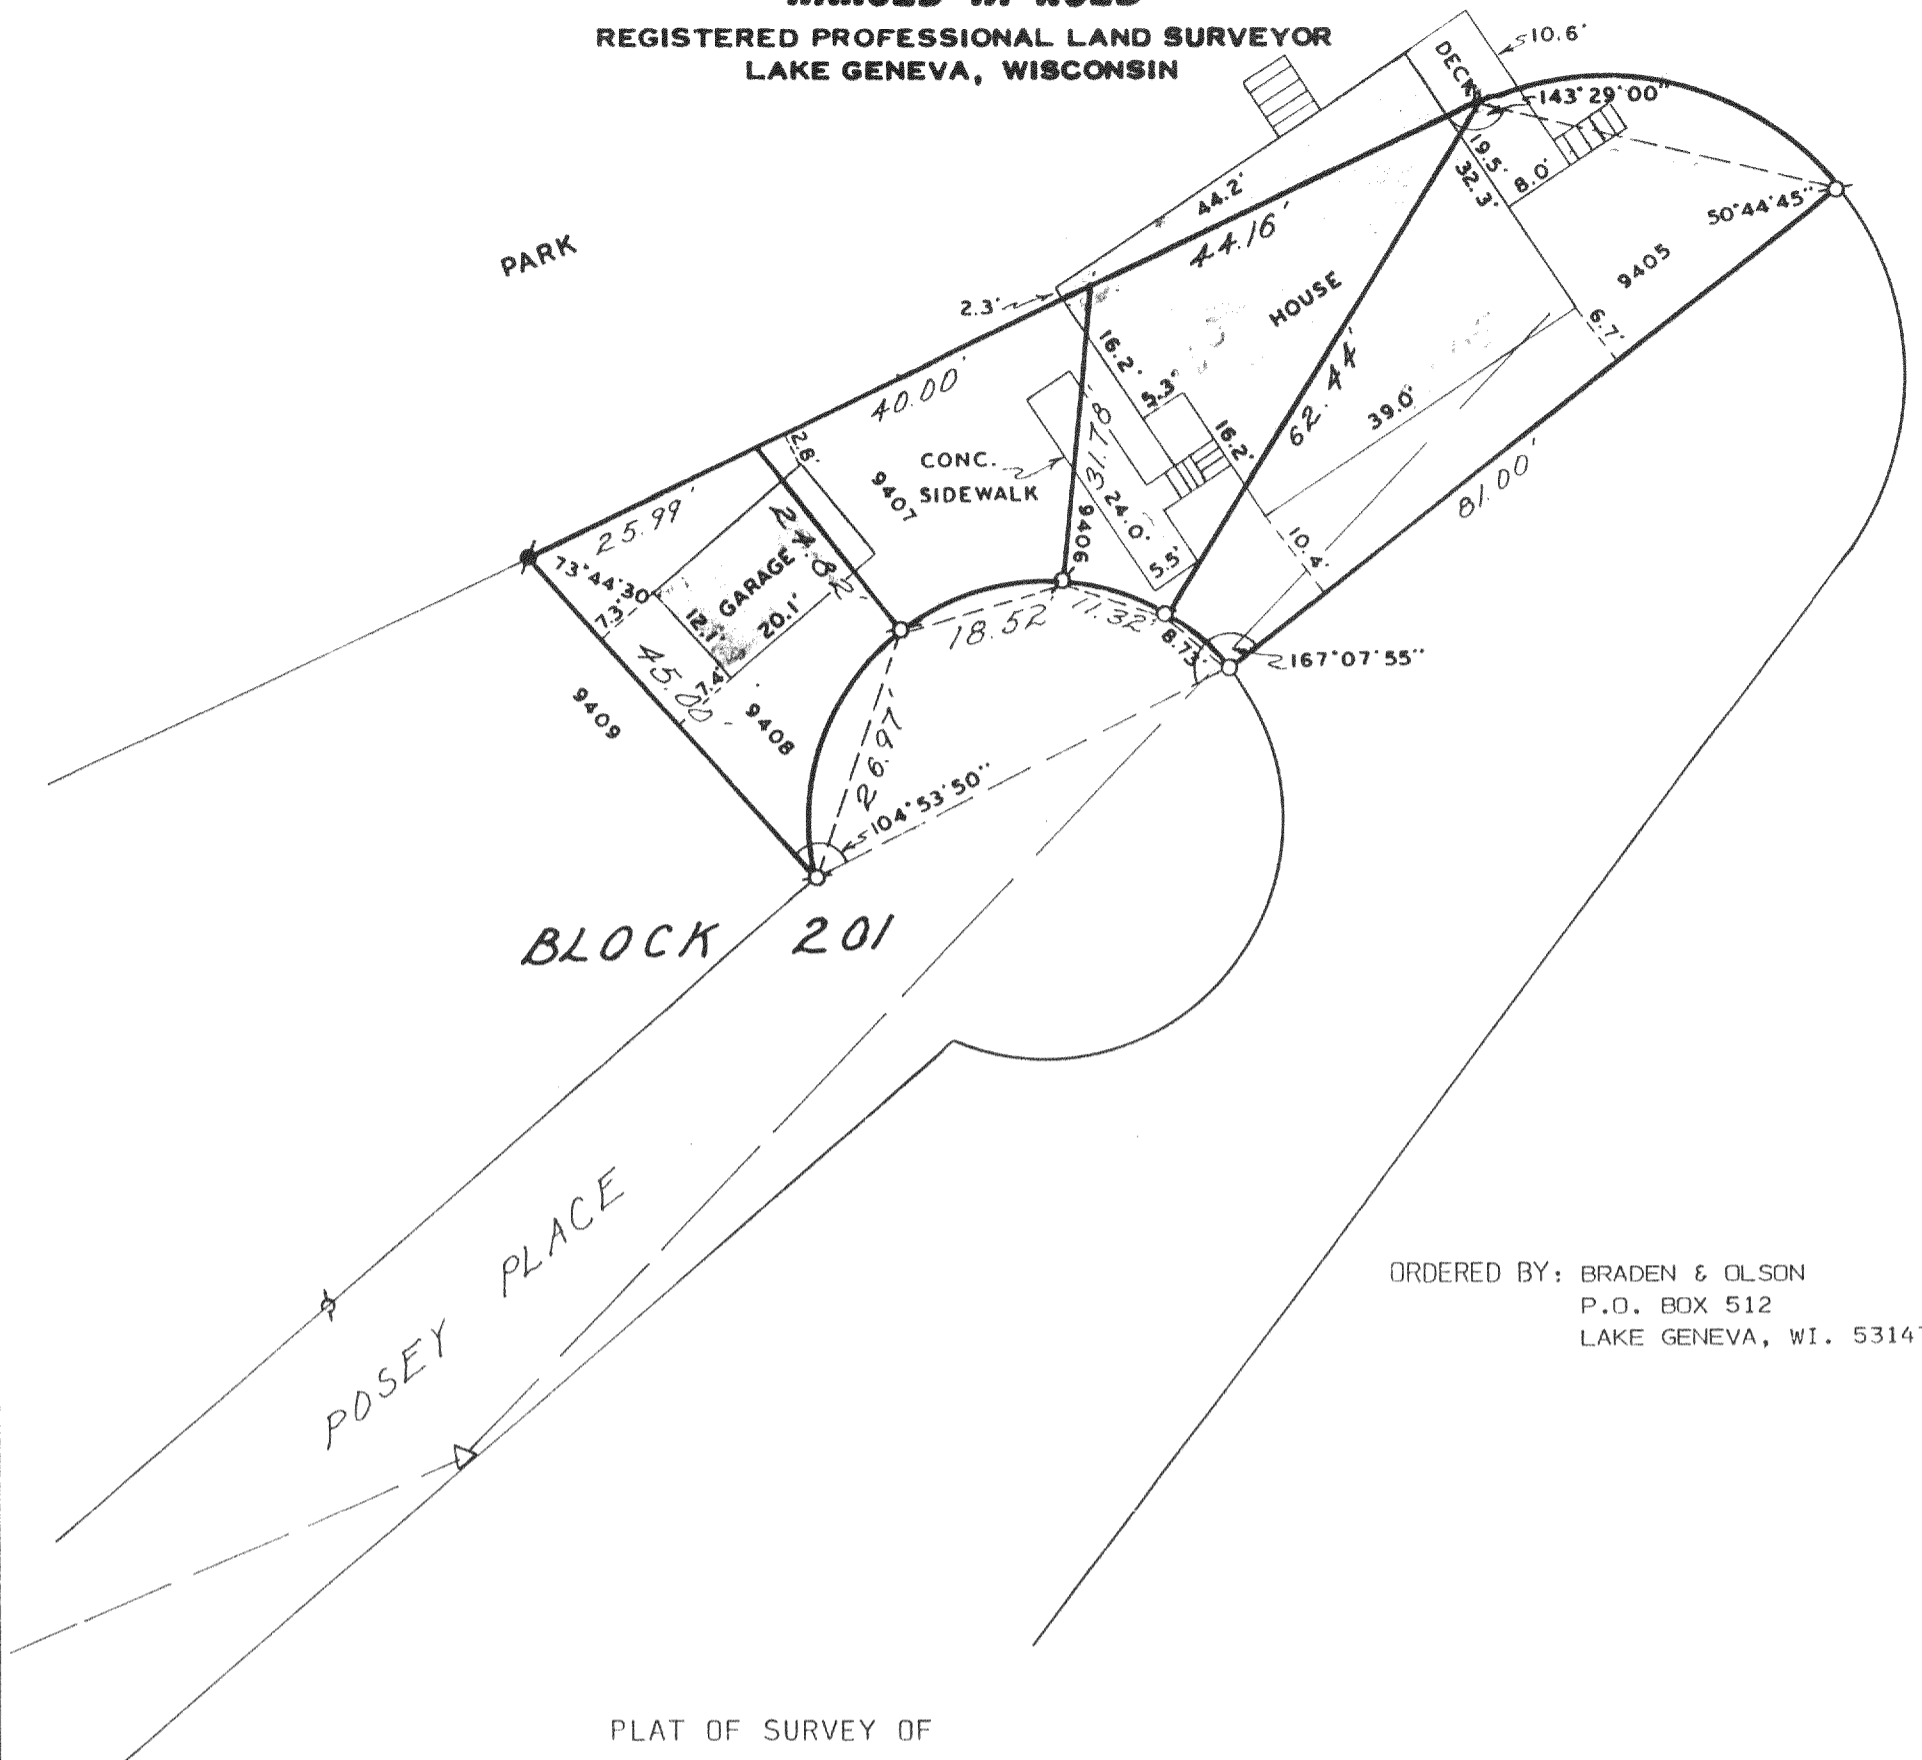 REGISTERED PROFESSIONAL LAND SURVEYOR
LAKE GENEVA, WISCONSIN
DECK
10.6'
143°29'00"
19.5'
32.3'
8.0'
50°44'45"
44.2'
44.16'
PARK
9405
HOUSE
2.3'
6.7'
16.2'
5.3'
40.00'
62.44'
39.0'
31.78'
16.2'
2.8'
CONC.
SIDEWALK
9407
81.00'
25.99'
24.82'
24.0'
9406
10.4'
5.5'
73°44'30"
GARAGE
7.3'
12.1'
20.1'
18.52'
11.32'
8.73'
167°07'55"
45.00'
7.4'
9409
9408
26.97'
104°53'50"
BLOCK 201
POSEY PLACE
ORDERED BY: BRADEN & OLSON
P.O. BOX 512
LAKE GENEVA, WI. 5314
PLAT OF SURVEY OF